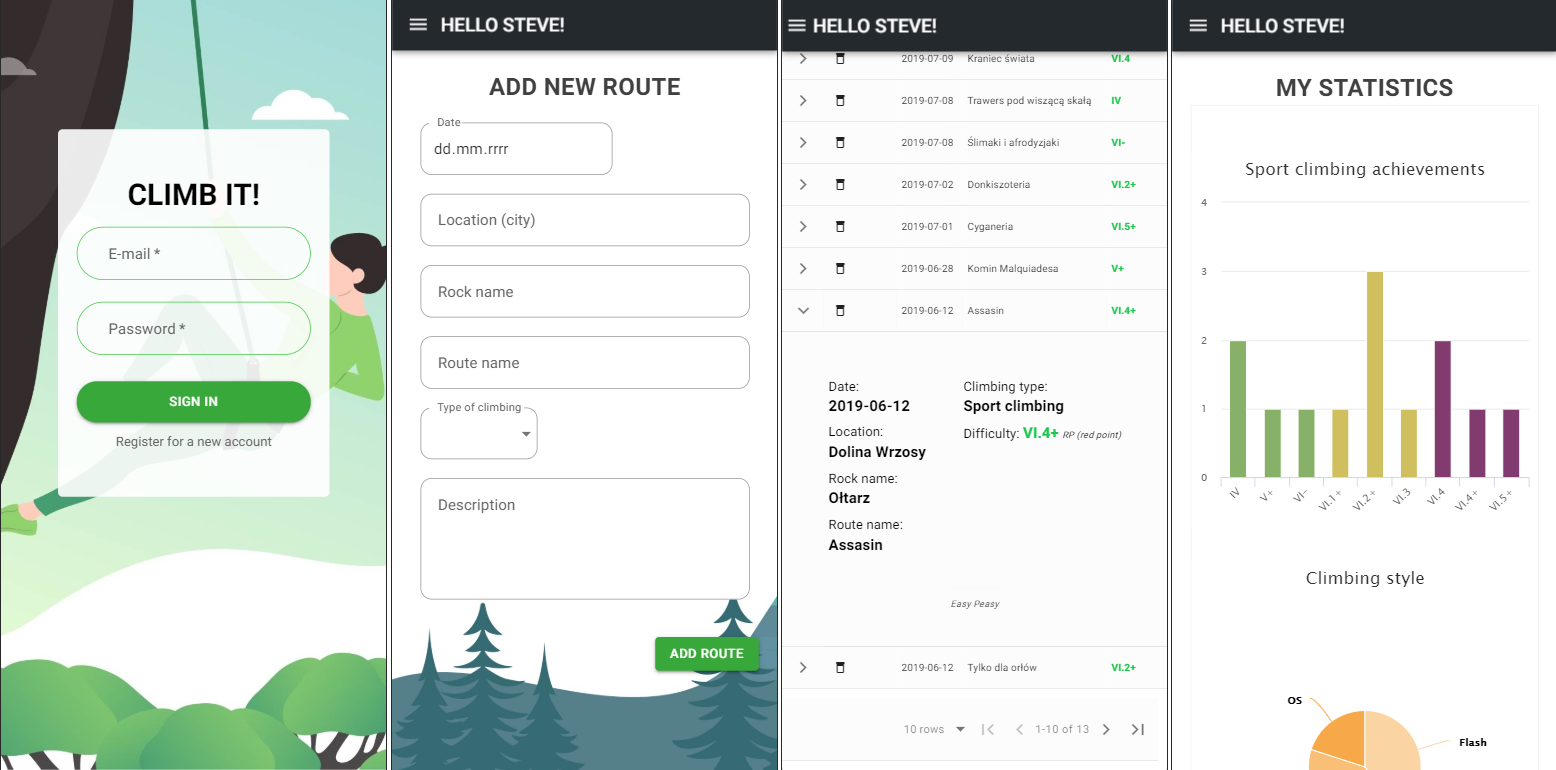 CLIMB IT!
E-mail *
Password *
SIGN IN
Register for a new account
HELLO STEVE!
ADD NEW ROUTE
Date
dd.mm.rrrr
Location (city)
Rock name
Route name
Type of climbing
Description
ADD ROUTE
HELLO STEVE!
2019-07-09 Kraniec świata VI.4
2019-07-08 Trawers pod wiszącą skałą IV
2019-07-08 Ślimaki i afrodyzjaki VI-
2019-07-02 Donkiszoteria VI.2+
2019-07-01 Cyganeria VI.5+
2019-06-28 Komin Malquiadesa V+
2019-06-12 Assasin VI.4+
Date:
2019-06-12
Location:
Dolina Wrzosy
Rock name:
Ołtarz
Route name:
Assasin
Climbing type:
Sport climbing
Difficulty: VI.4+ RP (red point)
Easy Peasy
2019-06-12 Tylko dla orłów VI.2+
10 rows 1-10 of 13
HELLO STEVE!
MY STATISTICS
Sport climbing achievements
4
3
2
1
0
IV V+ VI- VI.1+ VI.2+ VI.3 VI.4 VI.4+ VI.5+
Climbing style
OS
Flash